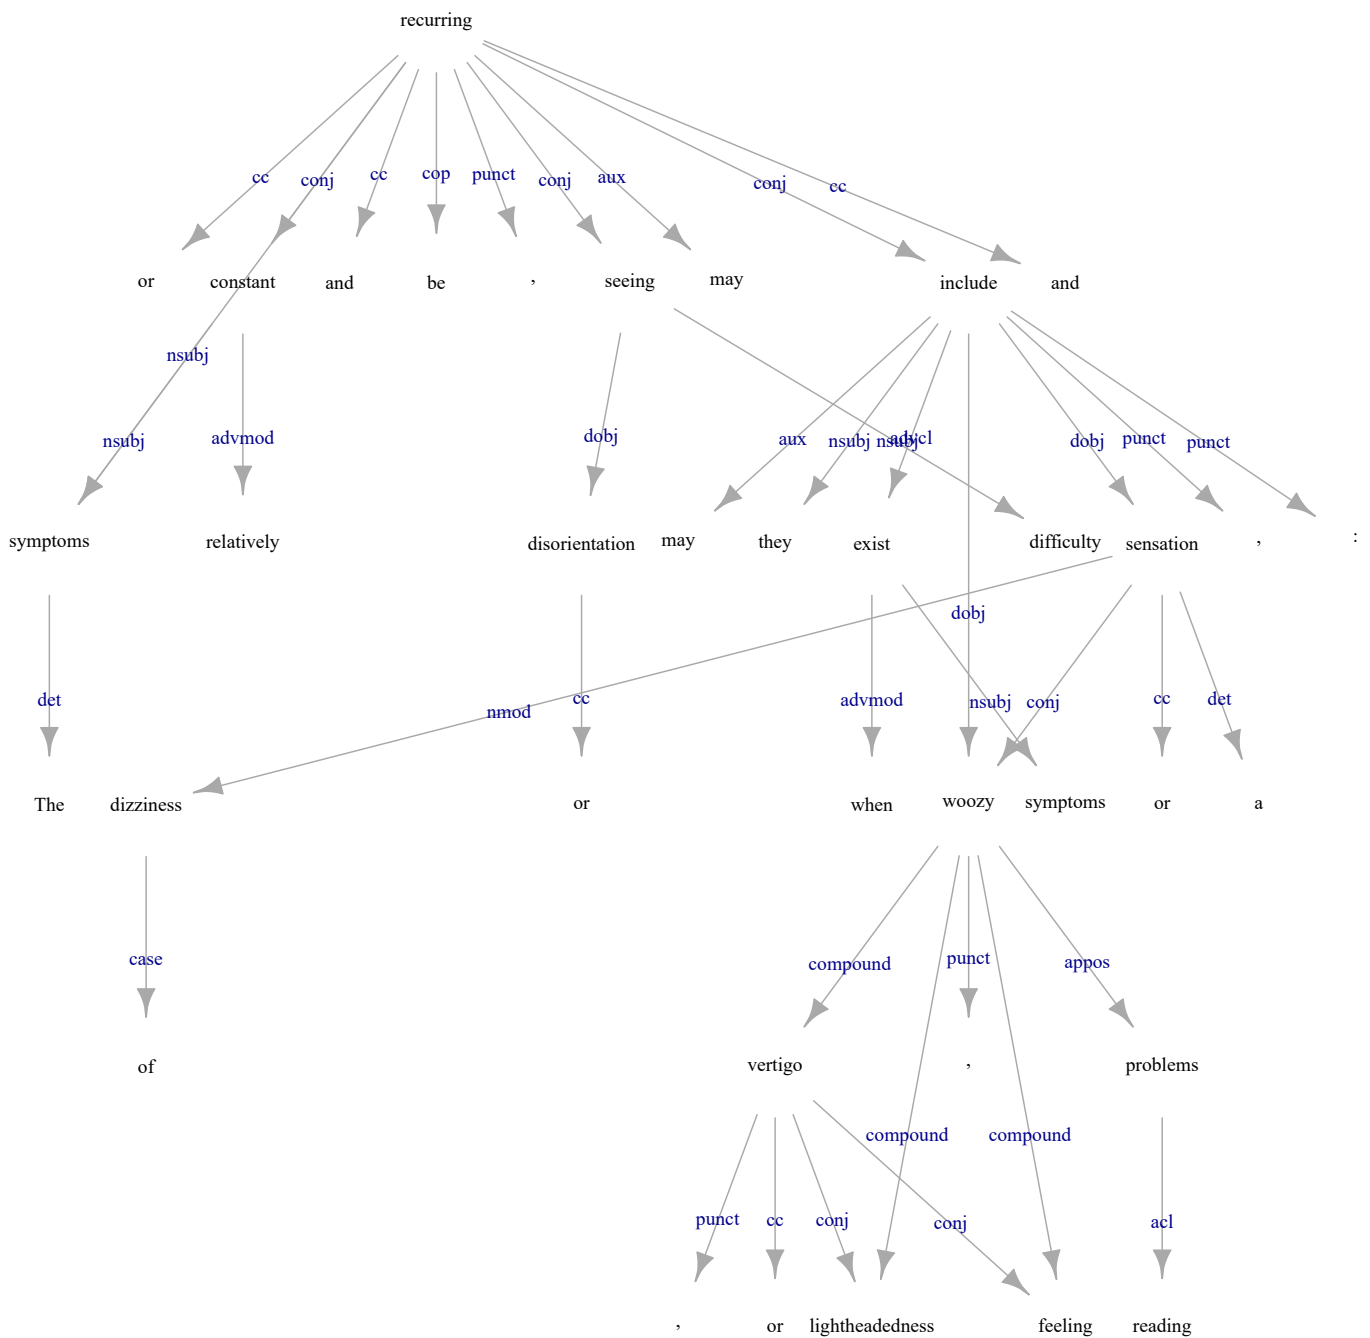 recurring
cc conj cc cop punct conj aux conj cc
or constant and be , seeing may include and
nsubj
nsubj advmod dobj aux nsubj nsubj advcl dobj punct punct
symptoms relatively disorientation may they exist difficulty sensation , :
dobj
det nmod cc advmod nsubj conj cc det
The dizziness or when woozy symptoms or a
case compound punct appos
of vertigo , problems
compound compound
punct cc conj conj acl
, or lightheadedness feeling reading